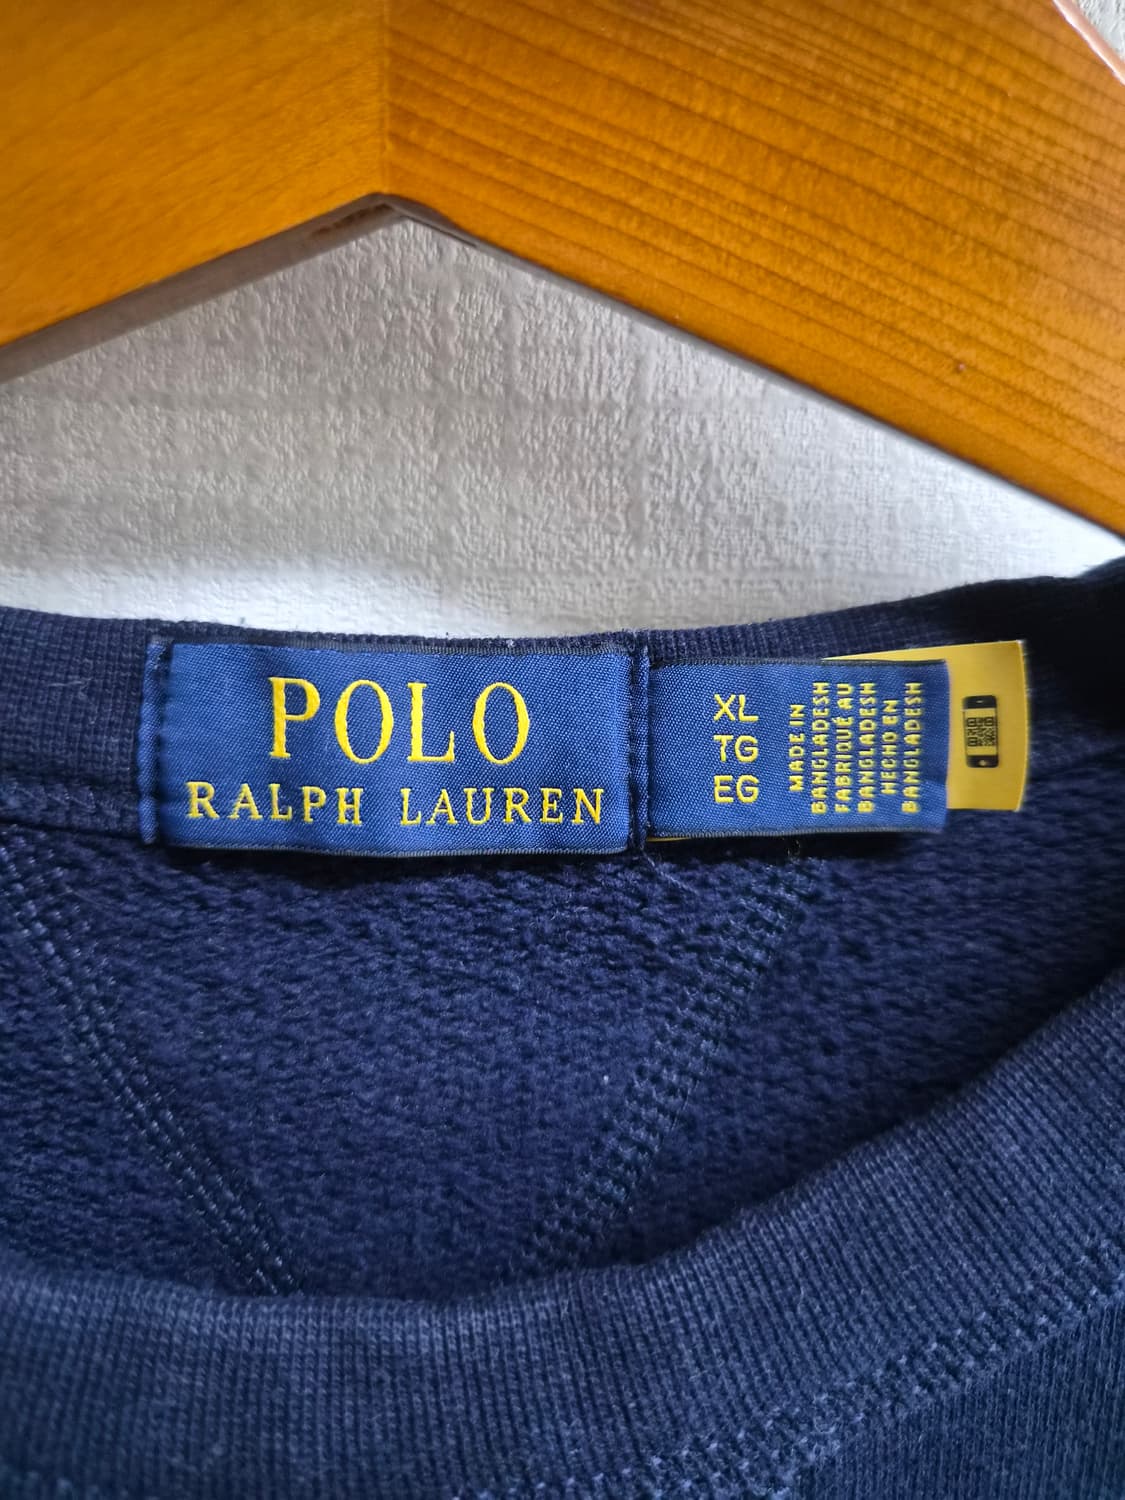 POLO
RALPH LAUREN
XL
TG
EG
MADE IN
BANGLADESH
FABRIQUÉ AU
BANGLADESH
HECHO EN
BANGLADESH